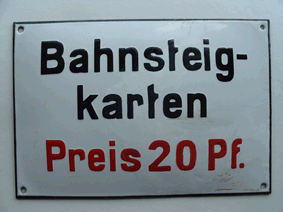 Bahnsteig-
karten
Preis 20 Pf.